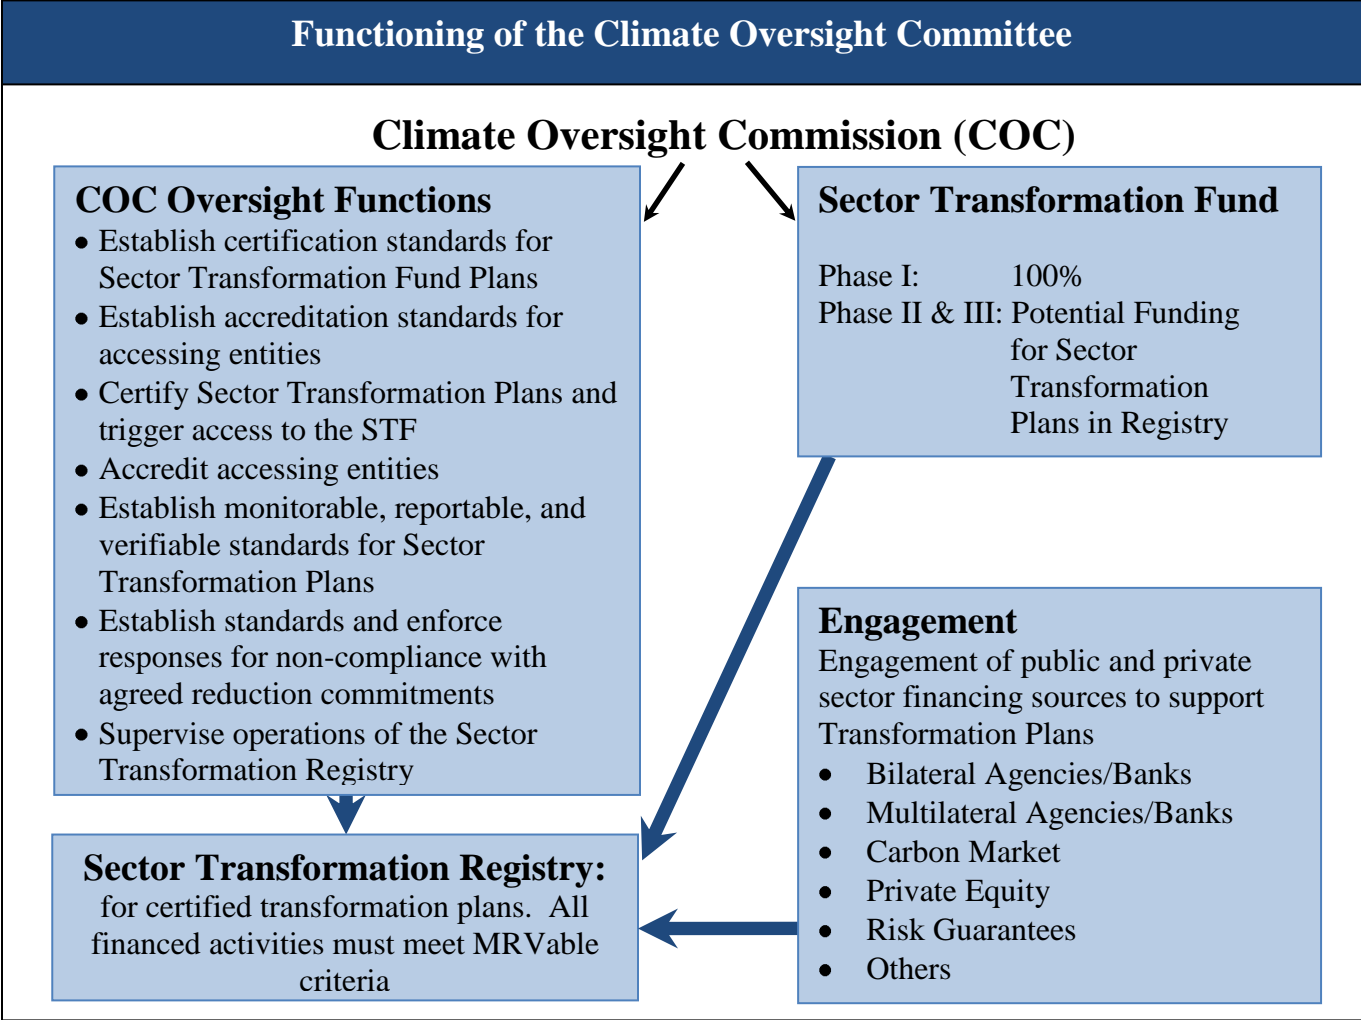 Functioning of the Climate Oversight Committee
Climate Oversight Commission (COC)
COC Oversight Functions
• Establish certification standards for
Sector Transformation Fund Plans
• Establish accreditation standards for
accessing entities
• Certify Sector Transformation Plans and
trigger access to the STF
• Accredit accessing entities
• Establish monitorable, reportable, and
verifiable standards for Sector
Transformation Plans
• Establish standards and enforce
responses for non-compliance with
agreed reduction commitments
• Supervise operations of the Sector
Transformation Registry
Sector Transformation Fund
Phase I: 100%
Phase II & III: Potential Funding
for Sector
Transformation
Plans in Registry
Sector Transformation Registry:
for certified transformation plans. All
financed activities must meet MRVable
criteria
Engagement
Engagement of public and private
sector financing sources to support
Transformation Plans
• Bilateral Agencies/Banks
• Multilateral Agencies/Banks
• Carbon Market
• Private Equity
• Risk Guarantees
• Others